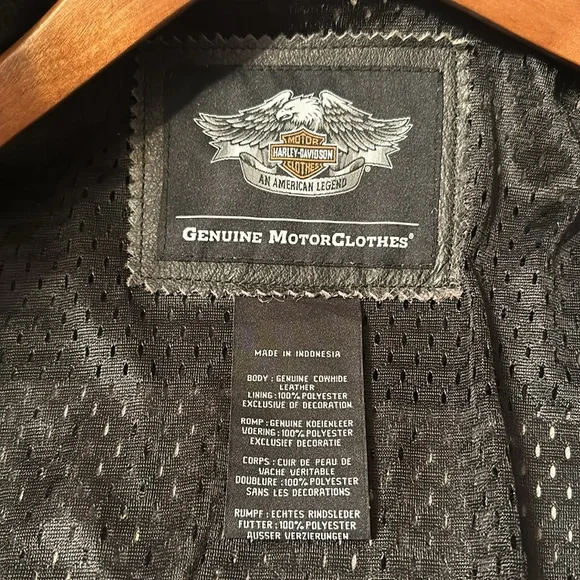 MOTOR
HARLEY-DAVIDSON
CLOTHES
AN AMERICAN LEGEND
®
GENUINE MOTORCLOTHES®
MADE IN INDONESIA
BODY : GENUINE COWHIDE
LEATHER
LINING : 100% POLYESTER
EXCLUSIVE OF DECORATION.
ROMP : GENUINE KOEIENLEER
VOERING : 100% POLYESTER
EXCLUSIEF DECORATIE
CORPS : CUIR DE PEAU DE
VACHE VÉRITABLE
DOUBLURE : 100% POLYESTER
SANS LES DECORATIONS
RUMPF : ECHTES RINDSLEDER
FUTTER : 100% POLYESTER
AUSSER VERZIERUNGEN